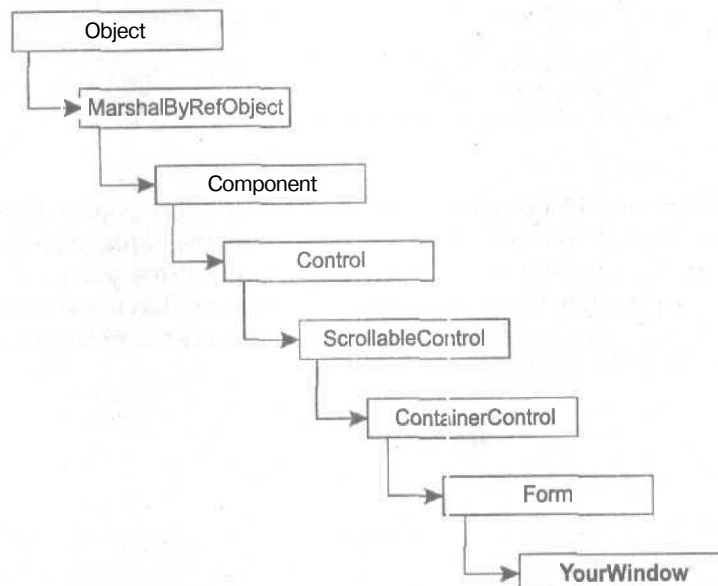 Object
MarshalByRefObject
Component
Control
ScrollableControl
ContainerControl
Form
YourWindow